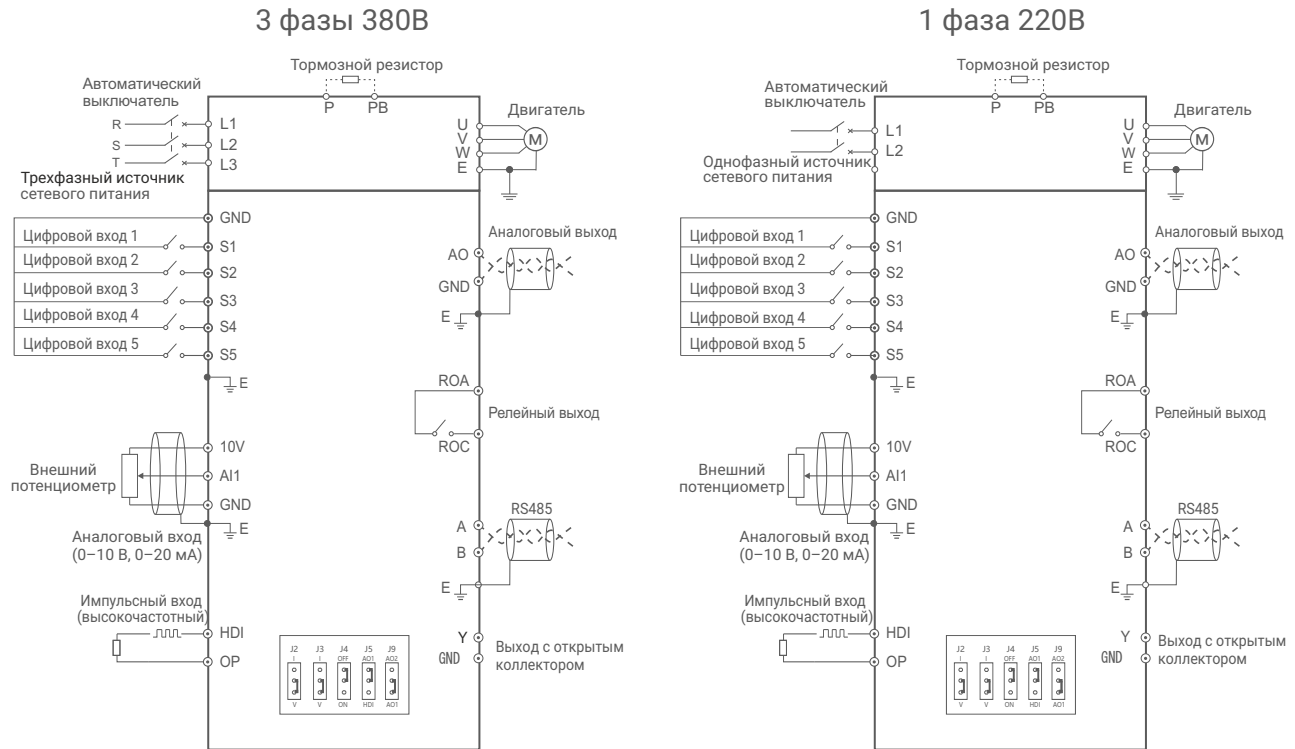 3 фазы 380В
Тормозной резистор
Автоматический
выключатель
P PB
Двигатель
R L1
S L2
T L3
U
V
W
E
M
Трехфазный источник
сетевого питания
GND
Цифровой вход 1 S1
Цифровой вход 2 S2
Цифровой вход 3 S3
Цифровой вход 4 S4
Цифровой вход 5 S5
E
Аналоговый выход
AO
GND
E
ROA
Релейный выход
ROC
10V
Внешний
потенциометр
AI1
GND
E
Аналоговый вход
(0–10 В, 0–20 мА)
RS485
A
B
E
Импульсный вход
(высокочастотный)
HDI
OP
Y
GND
Выход с открытым
коллектором
J2 J3 J4 J5 J9
I I OFF AO1 AO2
V V ON HDI AO1
1 фаза 220В
Тормозной резистор
Автоматический
выключатель
P PB
Двигатель
L1
L2
U
V
W
E
M
Однофазный источник
сетевого питания
GND
Цифровой вход 1 S1
Цифровой вход 2 S2
Цифровой вход 3 S3
Цифровой вход 4 S4
Цифровой вход 5 S5
E
Аналоговый выход
AO
GND
E
ROA
Релейный выход
ROC
10V
Внешний
потенциометр
AI1
GND
E
Аналоговый вход
(0–10 В, 0–20 мА)
RS485
A
B
E
Импульсный вход
(высокочастотный)
HDI
OP
Y
GND
Выход с открытым
коллектором
J2 J3 J4 J5 J9
I I OFF AO1 AO2
V V ON HDI AO1